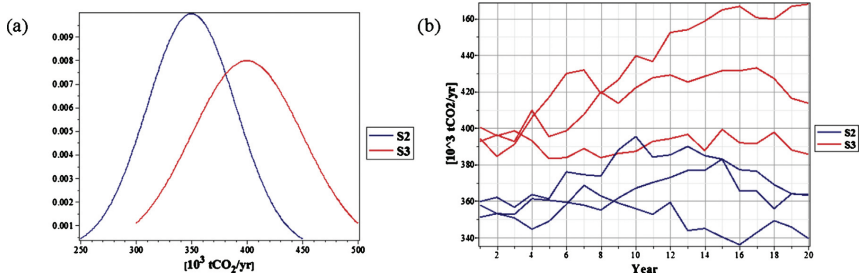 (a)
0.009
0.008
0.007
0.006
0.005
0.004
0.003
0.002
0.001
250 300 350 400 450 500
[10³ tCO₂/yr]
S2
S3
(b)
[10^3 tCO2/yr]
460
440
420
400
380
360
340
2 4 6 8 10 12 14 16 18 20
Year
S2
S3